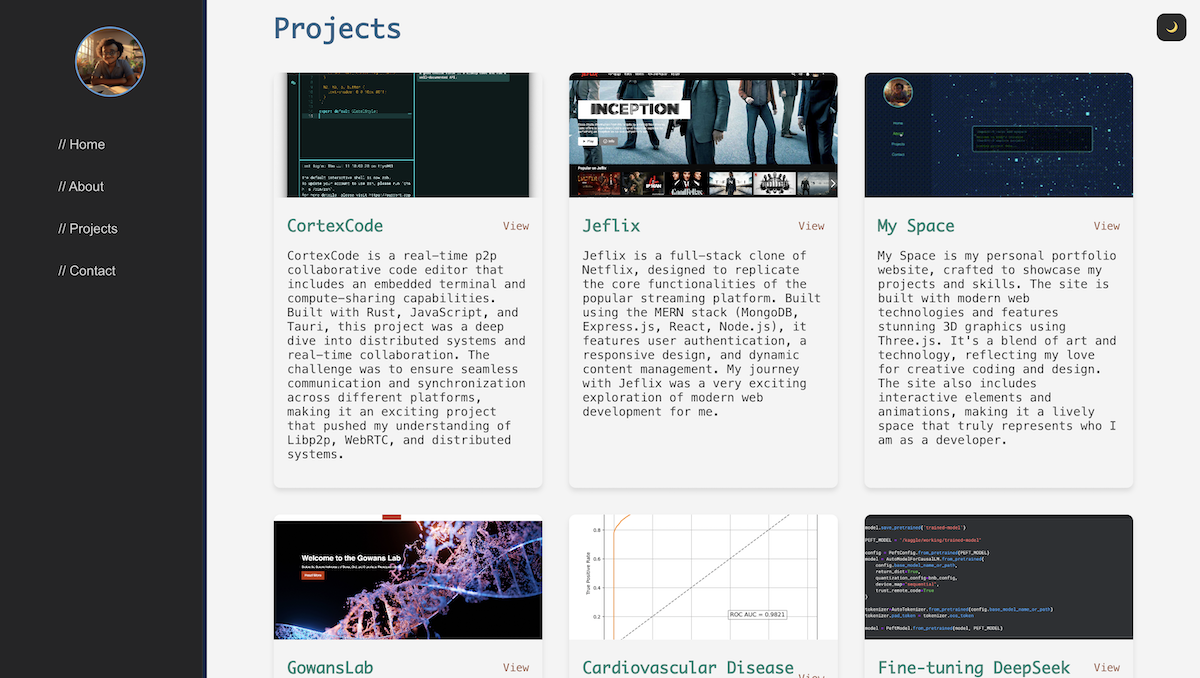 Projects
// Home
// About
// Projects
// Contact
export default GlobalStyle;
INCEPTION
Play
Info
Popular on Jeflix
Home
About
Projects
Contact
CortexCode View
CortexCode is a real-time p2p
collaborative code editor that
includes an embedded terminal and
compute-sharing capabilities.
Built with Rust, JavaScript, and
Tauri, this project was a deep
dive into distributed systems and
real-time collaboration. The
challenge was to ensure seamless
communication and synchronization
across different platforms,
making it an exciting project
that pushed my understanding of
Libp2p, WebRTC, and distributed
systems.
Jeflix View
Jeflix is a full-stack clone of
Netflix, designed to replicate
the core functionalities of the
popular streaming platform. Built
using the MERN stack (MongoDB,
Express.js, React, Node.js), it
features user authentication, a
responsive design, and dynamic
content management. My journey
with Jeflix was a very exciting
exploration of modern web
development for me.
My Space View
My Space is my personal portfolio
website, crafted to showcase my
projects and skills. The site is
built with modern web
technologies and features
stunning 3D graphics using
Three.js. It's a blend of art and
technology, reflecting my love
for creative coding and design.
The site also includes
interactive elements and
animations, making it a lively
space that truly represents who I
am as a developer.
Welcome to the Gowans Lab
Read More
GowansLab View
0.8
0.6
0.4
0.2
True Positive Rate
ROC AUC = 0.9821
Cardiovascular Disease View
model.save_pretrained('trained-model')
PEFT_MODEL = '/kaggle/working/trained-model'
config = PeftConfig.from_pretrained(PEFT_MODEL)
model = AutoModelForCausalLM.from_pretrained(
config.base_model_name_or_path,
return_dict=True,
quantization_config=bnb_config,
device_map="sequential",
trust_remote_code=True
)
tokenizer=AutoTokenizer.from_pretrained(config.base_model_name_or_path)
tokenizer.pad_token = tokenizer.eos_token
model = PeftModel.from_pretrained(model, PEFT_MODEL)
Fine-tuning DeepSeek View